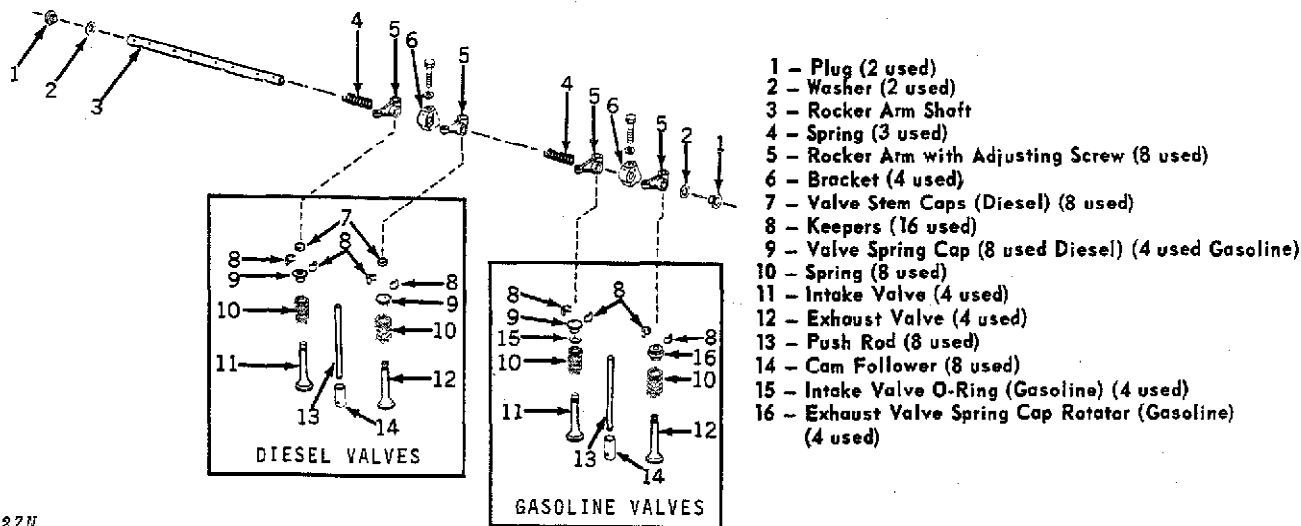 4 5 6 5
4 5 6 5 2 1
1 2 3
7
8 8
9 8
9
10 10
11 12
13
14
DIESEL VALVES
8 8
9 8
15 16
10 10
11 12
13
14
GASOLINE VALVES
1 – Plug (2 used)
2 – Washer (2 used)
3 – Rocker Arm Shaft
4 – Spring (3 used)
5 – Rocker Arm with Adjusting Screw (8 used)
6 – Bracket (4 used)
7 – Valve Stem Caps (Diesel) (8 used)
8 – Keepers (16 used)
9 – Valve Spring Cap (8 used Diesel) (4 used Gasoline)
10 – Spring (8 used)
11 – Intake Valve (4 used)
12 – Exhaust Valve (4 used)
13 – Push Rod (8 used)
14 – Cam Follower (8 used)
15 – Intake Valve O-Ring (Gasoline) (4 used)
16 – Exhaust Valve Spring Cap Rotator (Gasoline)
(4 used)